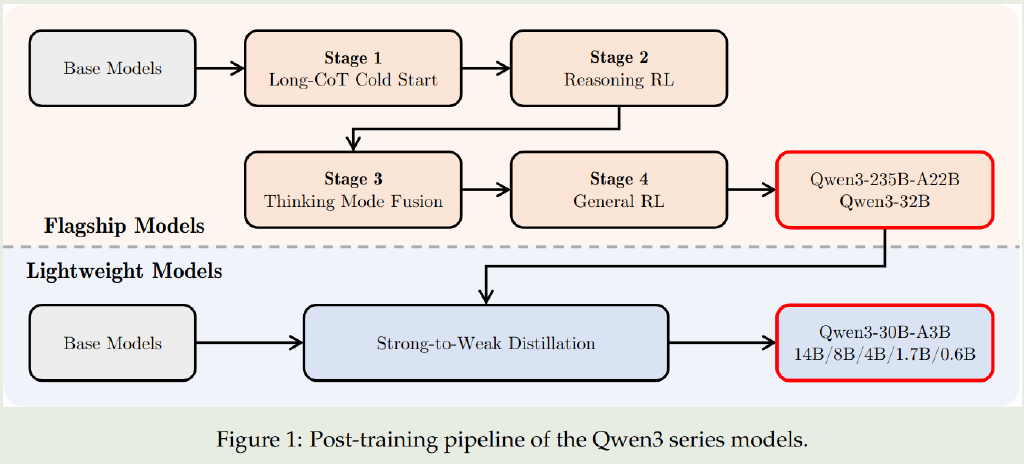 Base Models
Stage 1
Long-CoT Cold Start
Stage 2
Reasoning RL
Stage 3
Thinking Mode Fusion
Stage 4
General RL
Qwen3-235B-A22B
Qwen3-32B
Flagship Models
Lightweight Models
Base Models
Strong-to-Weak Distillation
Qwen3-30B-A3B
14B/8B/4B/1.7B/0.6B
Figure 1: Post-training pipeline of the Qwen3 series models.